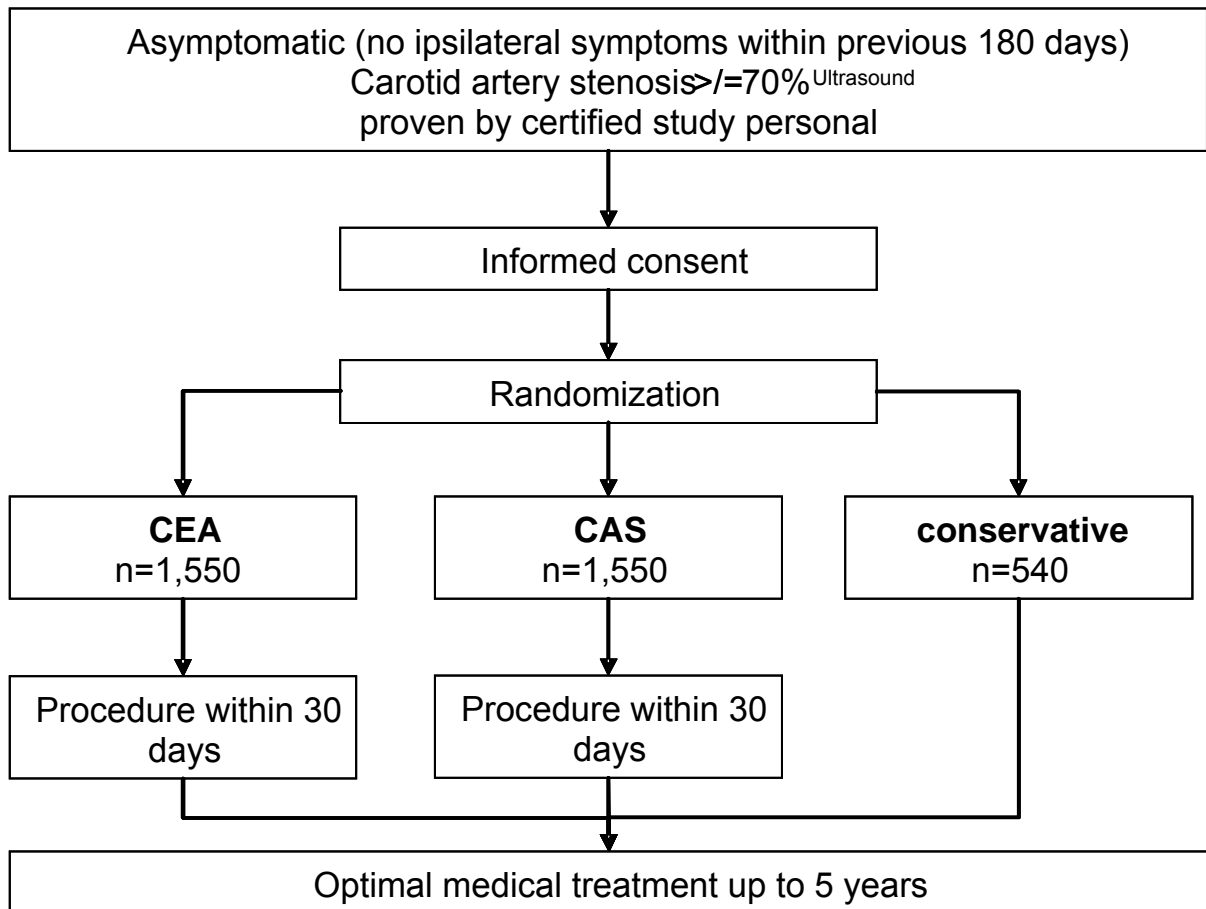 Asymptomatic (no ipsilateral symptoms within previous 180 days)
Carotid artery stenosis>/=70%Ultrasound
proven by certified study personal
Informed consent
Randomization
CEA
n=1,550
CAS
n=1,550
conservative
n=540
Procedure within 30
days
Procedure within 30
days
Optimal medical treatment up to 5 years